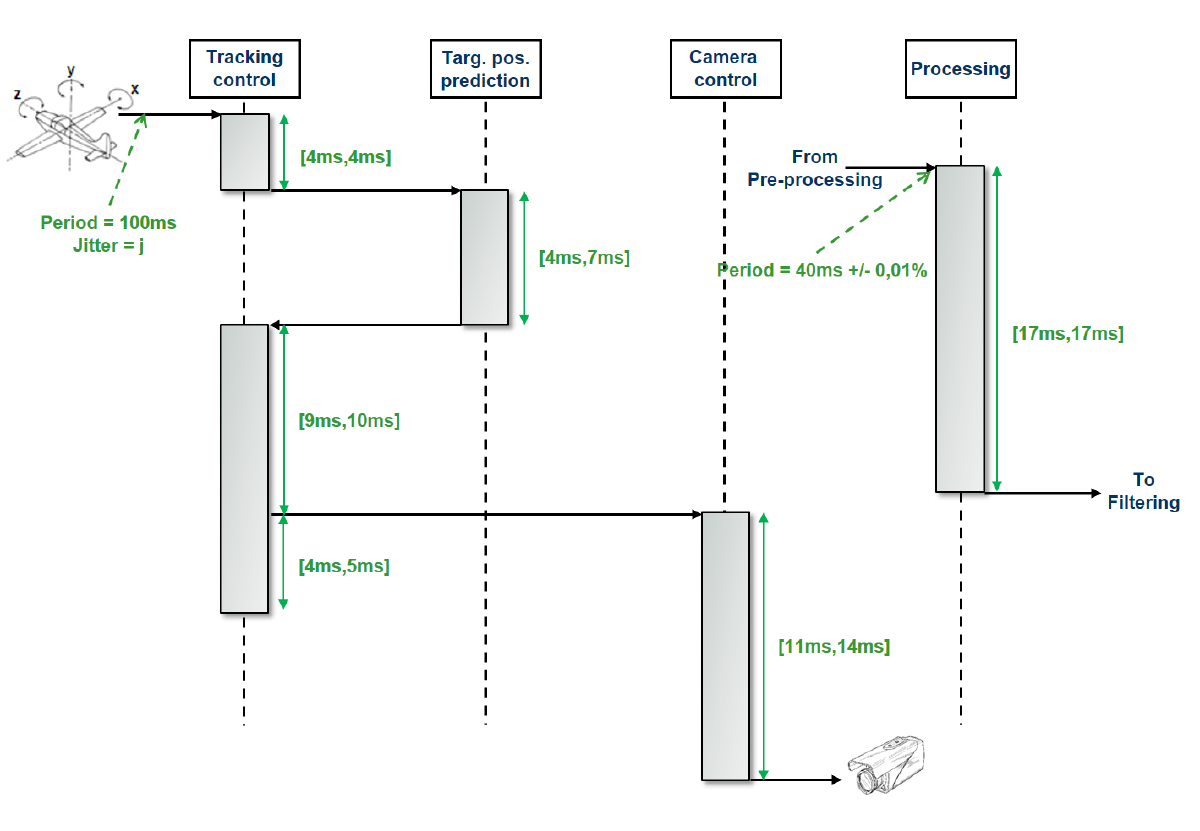 Tracking
control
Targ. pos.
prediction
Camera
control
Processing
y
z
x
[4ms,4ms]
From
Pre-processing
Period = 100ms
Jitter = j
[4ms,7ms]
Period = 40ms +/- 0,01%
[17ms,17ms]
[9ms,10ms]
To
Filtering
[4ms,5ms]
[11ms,14ms]